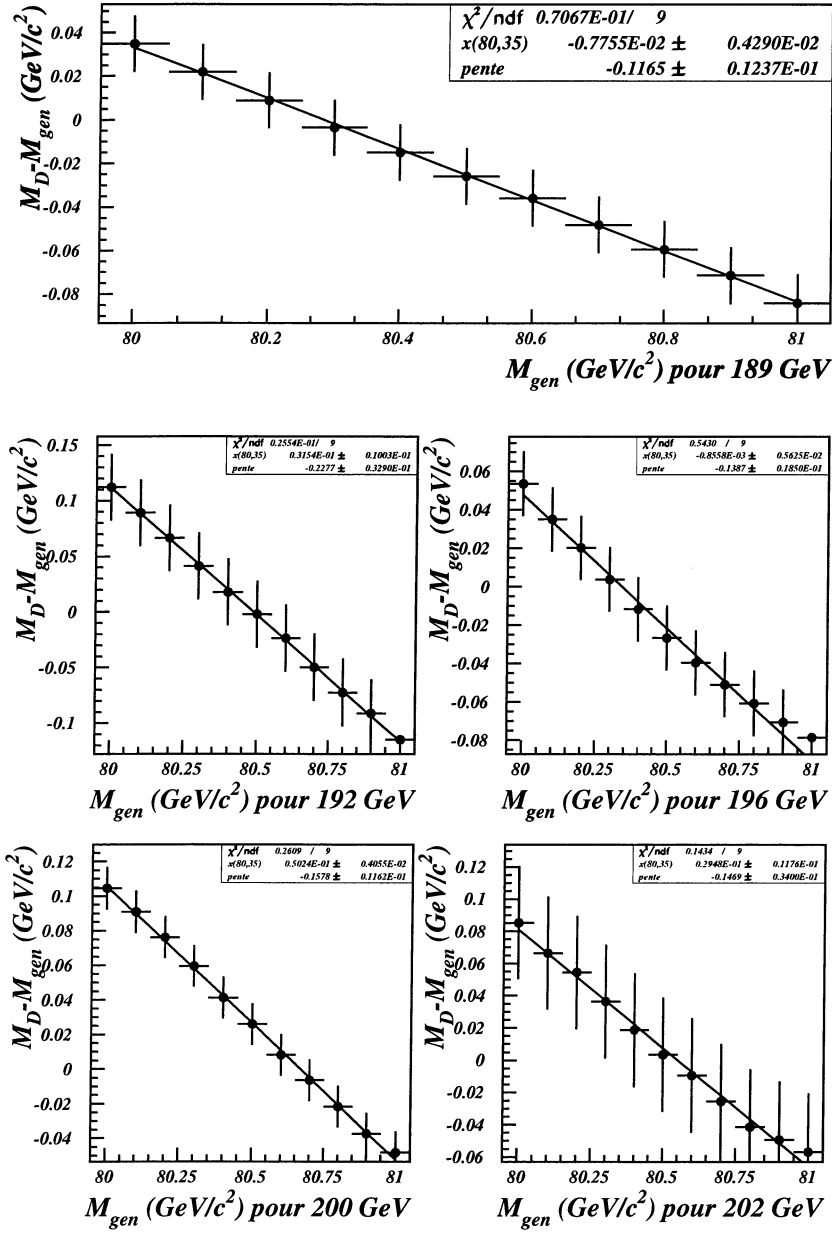 χ²/ndf 0.7067E-01/ 9
x(80,35) -0.7755E-02 ± 0.4290E-02
pente -0.1165 ± 0.1237E-01
M_D-M_gen (GeV/c²)
0.04
0.02
0
-0.02
-0.04
-0.06
-0.08
80 80.2 80.4 80.6 80.8 81
M_gen (GeV/c²) pour 189 GeV
χ²/ndf 0.2554E-01/ 9
x(80,35) 0.3154E-01 ± 0.1003E-01
pente -0.2277 ± 0.3290E-01
M_D-M_gen (GeV/c²)
0.15
0.1
0.05
0
-0.05
-0.1
80 80.25 80.5 80.75 81
M_gen (GeV/c²) pour 192 GeV
χ²/ndf 0.5430 / 9
x(80,35) -0.8558E-03 ± 0.5625E-02
pente -0.1387 ± 0.1850E-01
M_D-M_gen (GeV/c²)
0.06
0.04
0.02
0
-0.02
-0.04
-0.06
-0.08
80 80.25 80.5 80.75 81
M_gen (GeV/c²) pour 196 GeV
χ²/ndf 0.2609 / 9
x(80,35) 0.5024E-01 ± 0.4055E-02
pente -0.1578 ± 0.1162E-01
M_D-M_gen (GeV/c²)
0.12
0.1
0.08
0.06
0.04
0.02
0
-0.02
-0.04
80 80.25 80.5 80.75 81
M_gen (GeV/c²) pour 200 GeV
χ²/ndf 0.1434 / 9
x(80,35) 0.2948E-01 ± 0.1176E-01
pente -0.1469 ± 0.3400E-01
M_D-M_gen (GeV/c²)
0.12
0.1
0.08
0.06
0.04
0.02
0
-0.02
-0.04
-0.06
80 80.25 80.5 80.75 81
M_gen (GeV/c²) pour 202 GeV